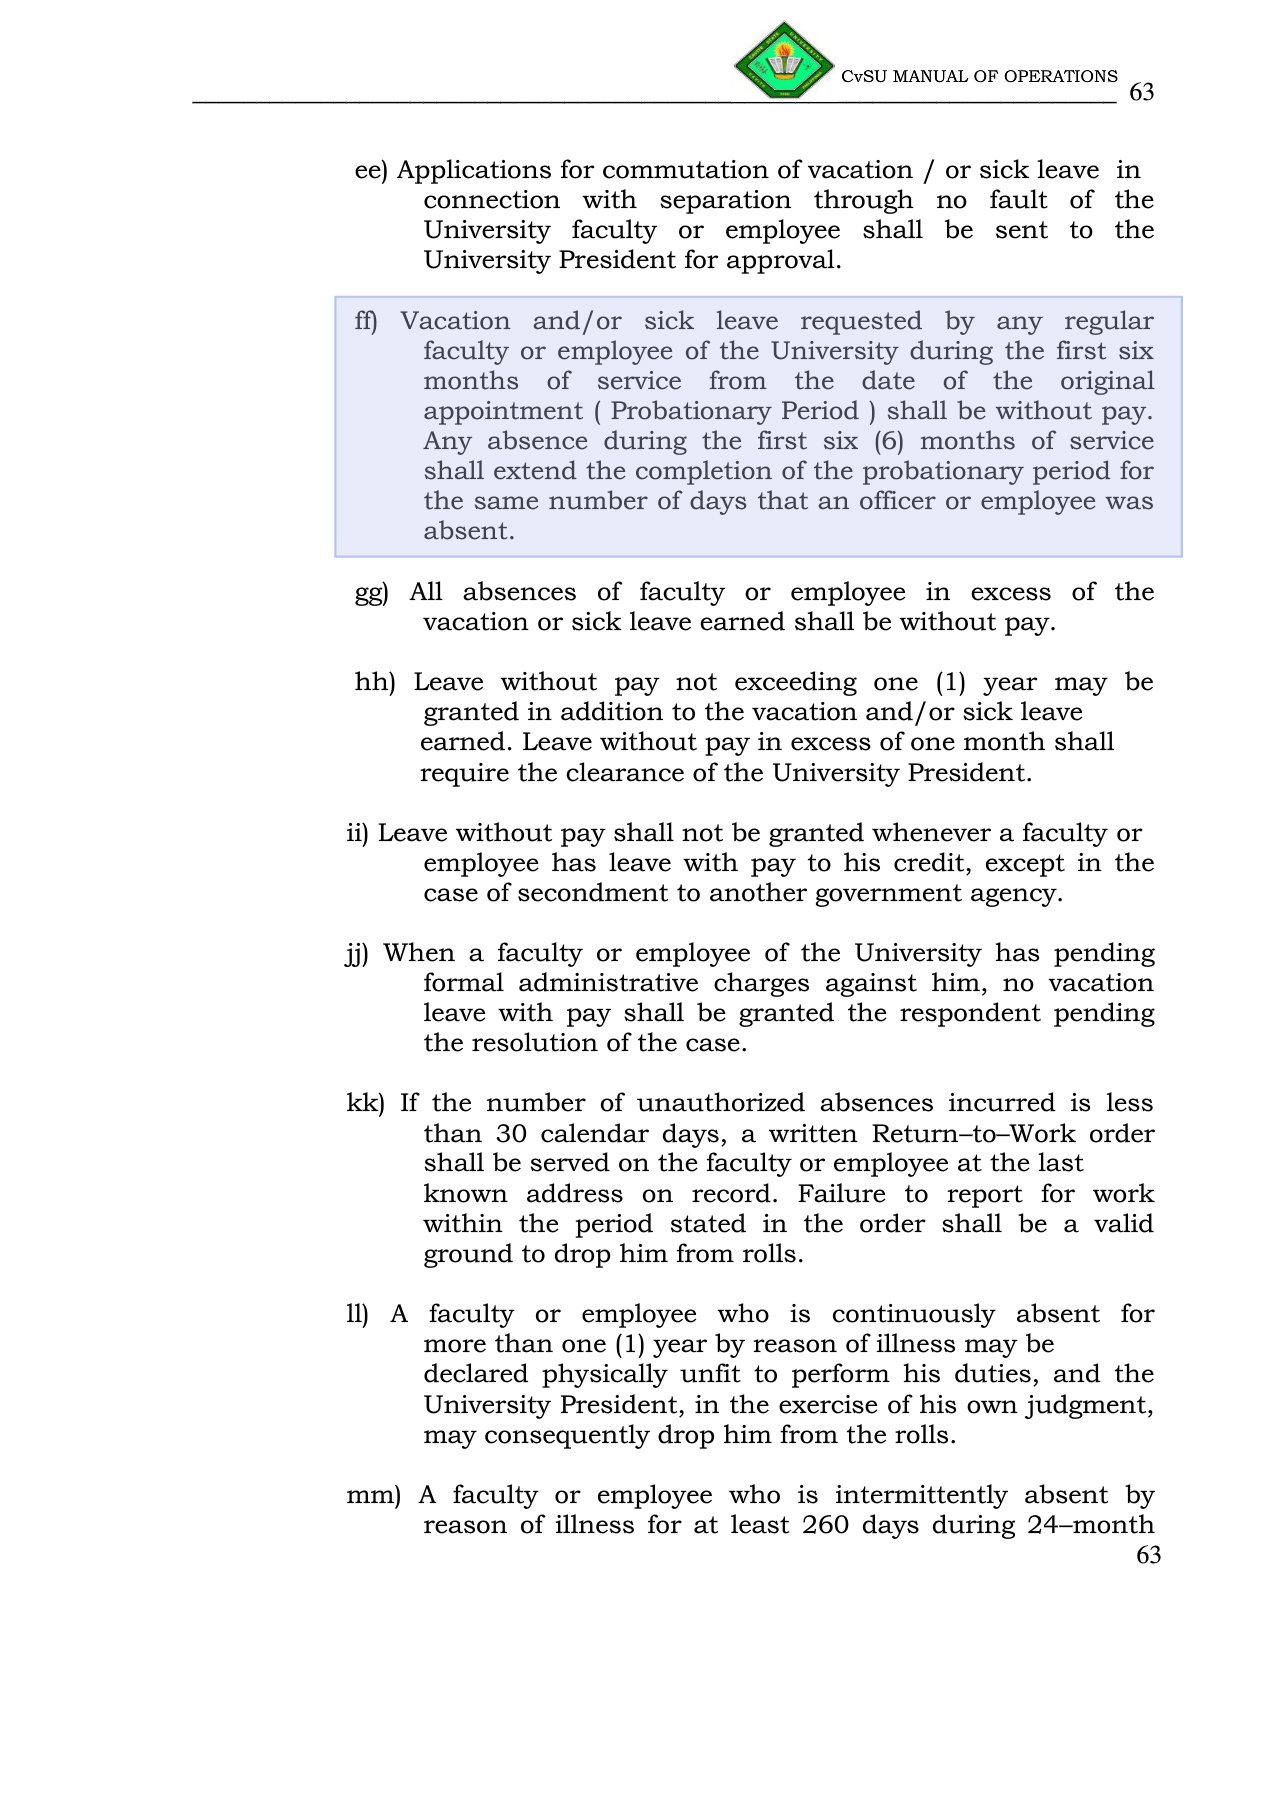 CvSU MANUAL OF OPERATIONS
63
ee) Applications for commutation of vacation / or sick leave in
connection with separation through no fault of the
University faculty or employee shall be sent to the
University President for approval.
ff) Vacation and/or sick leave requested by any regular
faculty or employee of the University during the first six
months of service from the date of the original
appointment ( Probationary Period ) shall be without pay.
Any absence during the first six (6) months of service
shall extend the completion of the probationary period for
the same number of days that an officer or employee was
absent.
gg) All absences of faculty or employee in excess of the
vacation or sick leave earned shall be without pay.
hh) Leave without pay not exceeding one (1) year may be
granted in addition to the vacation and/or sick leave
earned. Leave without pay in excess of one month shall
require the clearance of the University President.
ii) Leave without pay shall not be granted whenever a faculty or
employee has leave with pay to his credit, except in the
case of secondment to another government agency.
jj) When a faculty or employee of the University has pending
formal administrative charges against him, no vacation
leave with pay shall be granted the respondent pending
the resolution of the case.
kk) If the number of unauthorized absences incurred is less
than 30 calendar days, a written Return–to–Work order
shall be served on the faculty or employee at the last
known address on record. Failure to report for work
within the period stated in the order shall be a valid
ground to drop him from rolls.
ll) A faculty or employee who is continuously absent for
more than one (1) year by reason of illness may be
declared physically unfit to perform his duties, and the
University President, in the exercise of his own judgment,
may consequently drop him from the rolls.
mm) A faculty or employee who is intermittently absent by
reason of illness for at least 260 days during 24–month
63